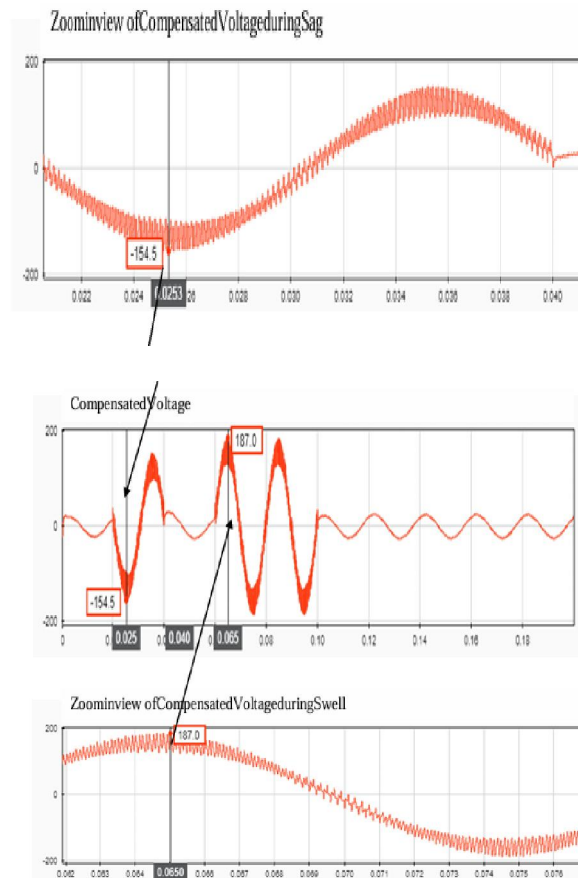 Zoominview ofCompensatedVoltageduringSag
200
0
-154.5
-200
0.022 0.024 0.0253 0.028 0.030 0.032 0.034 0.036 0.038 0.040
CompensatedVoltage
200
187.0
0
-154.5
-200
0 0.025 0.040 0.065 0.08 0.10 0.12 0.14 0.16 0.18
Zoominview ofCompensatedVoltageduringSwell
200
187.0
0
-200
0.062 0.063 0.064 0.0650 0.066 0.067 0.068 0.069 0.070 0.071 0.072 0.073 0.074 0.075 0.076